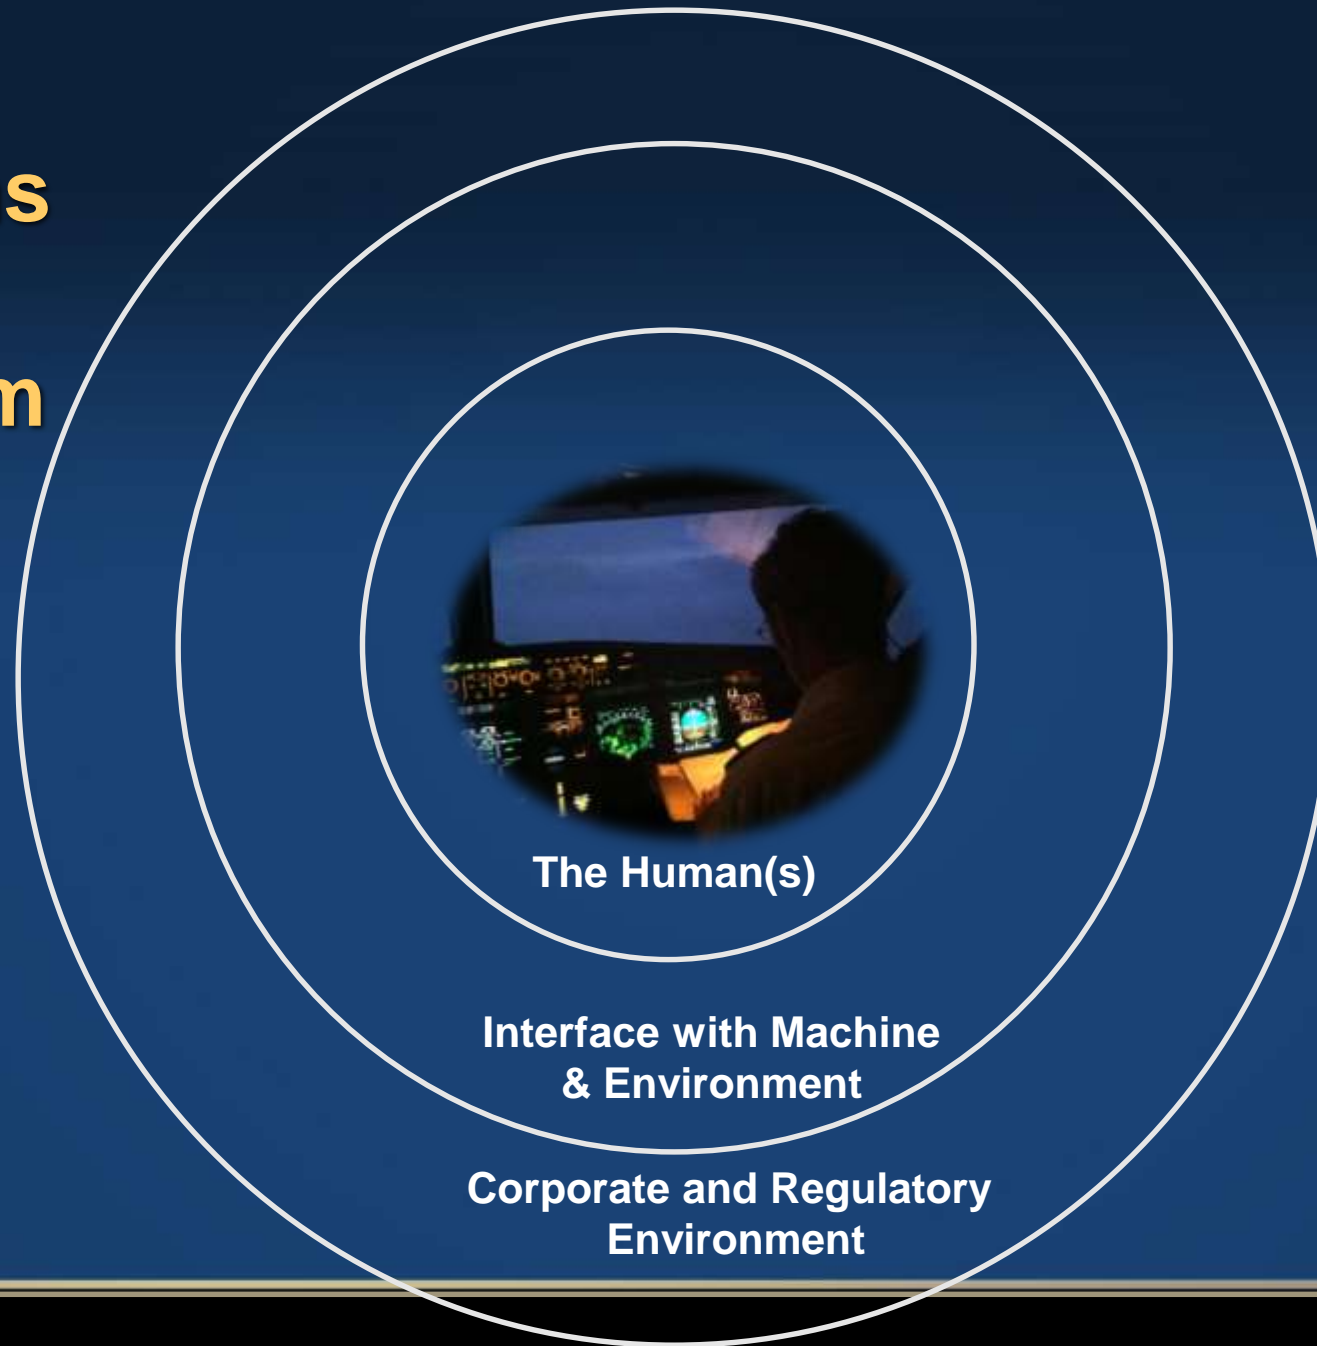 s
m
The Human(s)
Interface with Machine
& Environment
Corporate and Regulatory
Environment